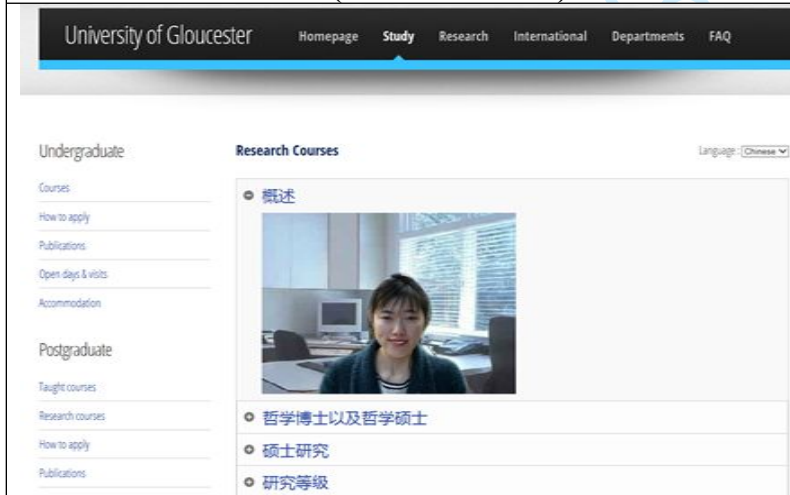 University of Gloucester
Homepage Study Research International Departments FAQ
Undergraduate
Courses
How to apply
Publications
Open days & visits
Accommodation
Postgraduate
Taught courses
Research courses
How to apply
Publications
Research Courses
Language: Chinese
概述
哲学博士以及哲学硕士
硕士研究
研究等级